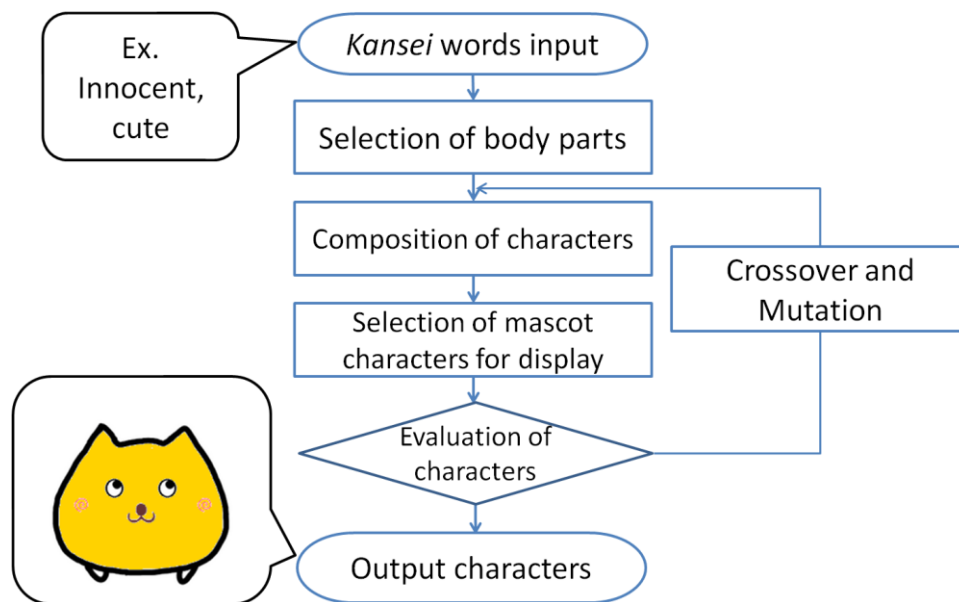 Ex.
Innocent,
cute
Kansei words input
Selection of body parts
Composition of characters
Crossover and
Mutation
Selection of mascot
characters for display
Evaluation of
characters
Output characters